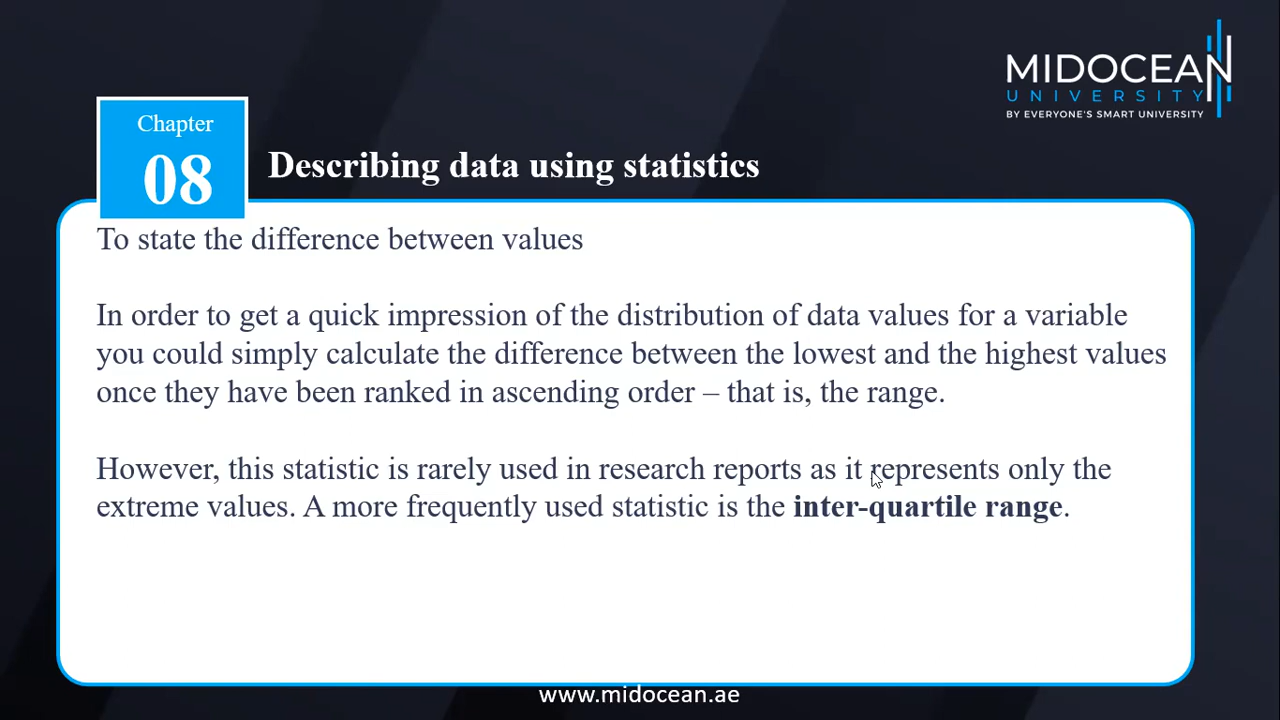 MIDOCEAN
UNIVERSITY
BY EVERYONE'S SMART UNIVERSITY
Chapter
08
Describing data using statistics
To state the difference between values
In order to get a quick impression of the distribution of data values for a variable
you could simply calculate the difference between the lowest and the highest values
once they have been ranked in ascending order – that is, the range.
However, this statistic is rarely used in research reports as it represents only the
extreme values. A more frequently used statistic is the inter-quartile range.
www.midocean.ae